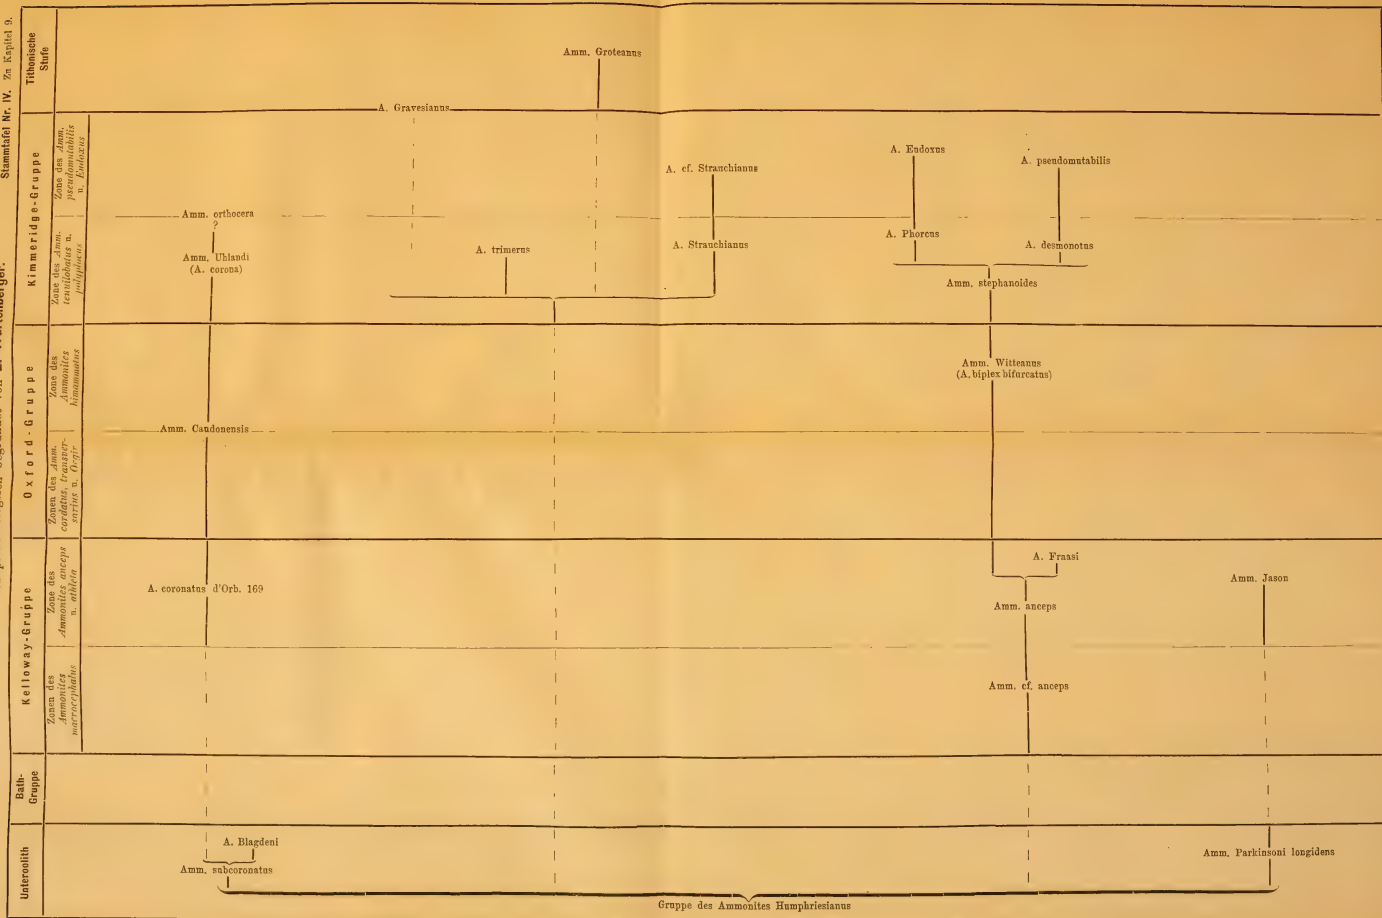 Stammtafel Nr. IV. Zu Kapitel 9.
Tithonische
Stufe
Amm. Groteanus
A. Gravesianus
Kimmeridge-Gruppe
Zone des Amm.
pseudomutabilis
u. Eudoxus
A. cf. Strauchianus
A. Eudoxus
A. pseudomutabilis
Amm. orthocera
?
Zone des Amm.
tenuilobatus u.
polyplocus
Amm. Uhlandi
(A. corona)
A. trimerus
A. Strauchianus
A. Phorcus
A. desmonotus
Amm. stephanoides
Oxford-Gruppe
Zone des
Ammonites
bimammatus
Amm. Witteanus
(A. biplex bifurcatus)
Amm. Caudonensis
Zonen des Amm.
cordatus, transver-
sarius u.
Kelloway-Gruppe
Zone des
Ammonites anceps
u. athleta
A. coronatus d'Orb. 169
A. Fraasi
Amm. anceps
Amm. Jason
Zonen des
Ammonites
macrocephalus
Amm. cf. anceps
Bath-
Gruppe
Unteroolith
A. Blagdeni
Amm. subcoronatus
Amm. Parkinsoni longidens
Gruppe des Ammonites Humphriesianus